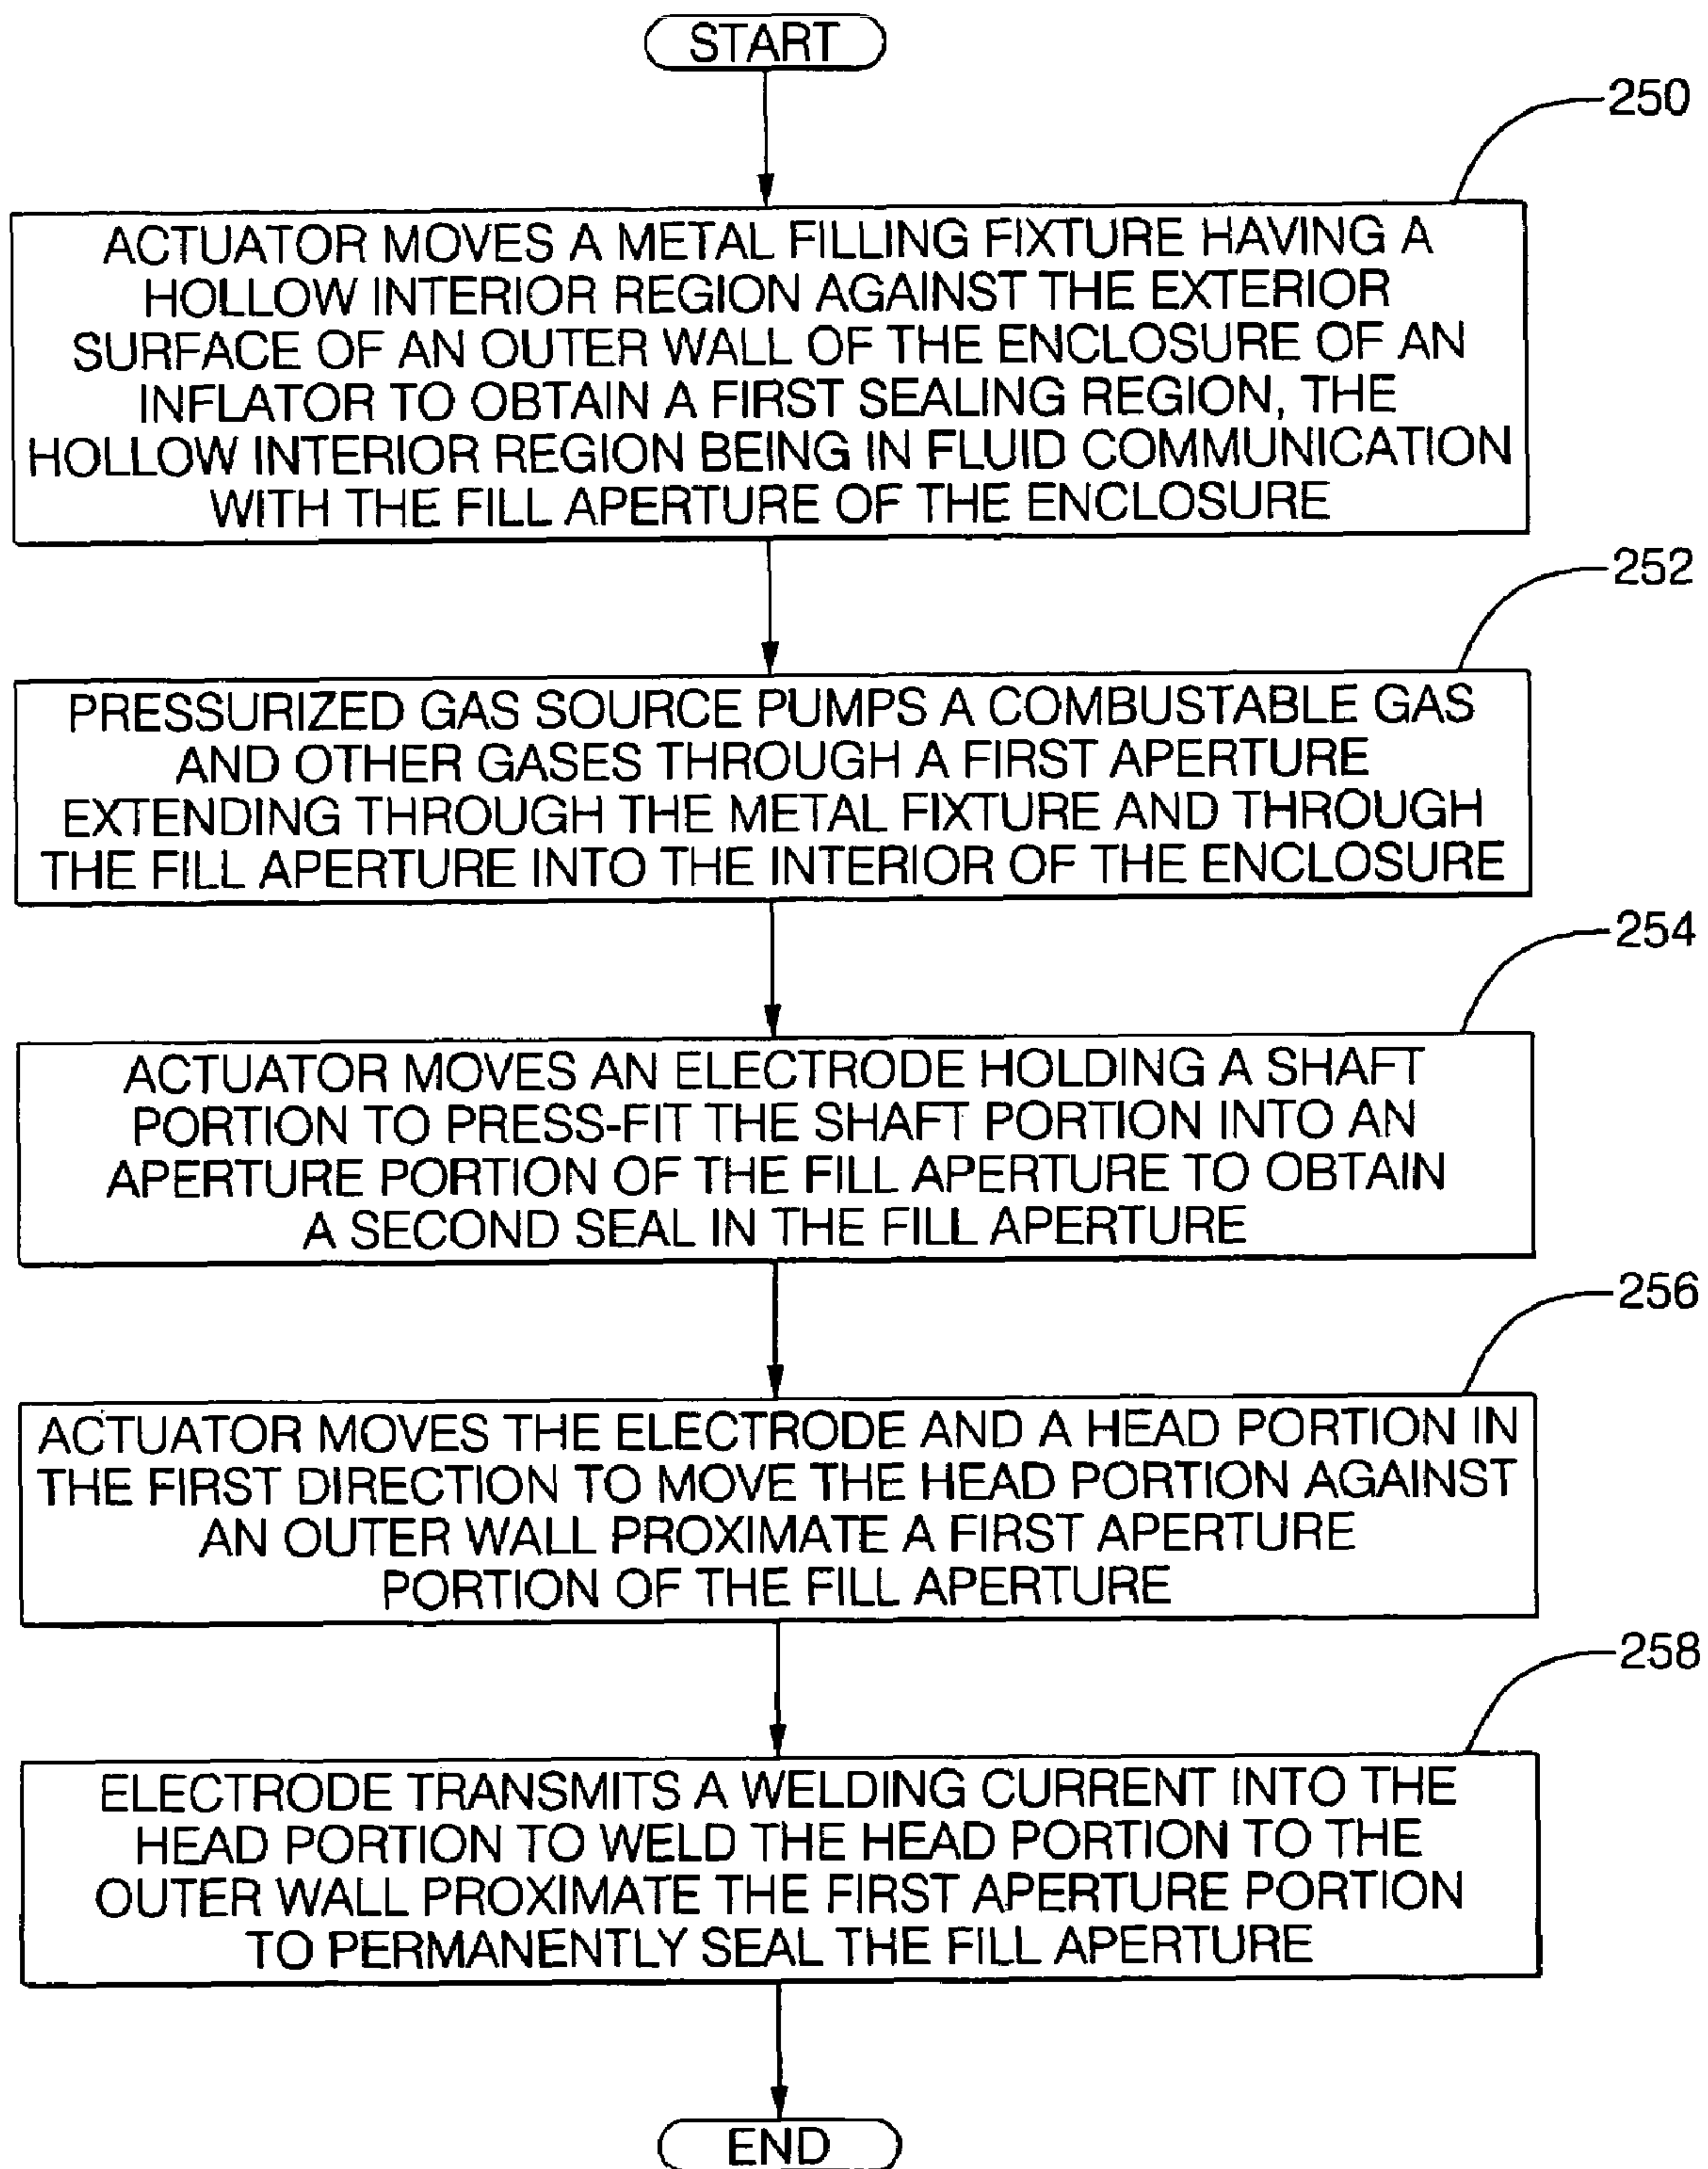 START
250
ACTUATOR MOVES A METAL FILLING FIXTURE HAVING A
HOLLOW INTERIOR REGION AGAINST THE EXTERIOR
SURFACE OF AN OUTER WALL OF THE ENCLOSURE OF AN
INFLATOR TO OBTAIN A FIRST SEALING REGION, THE
HOLLOW INTERIOR REGION BEING IN FLUID COMMUNICATION
WITH THE FILL APERTURE OF THE ENCLOSURE
252
PRESSURIZED GAS SOURCE PUMPS A COMBUSTABLE GAS
AND OTHER GASES THROUGH A FIRST APERTURE
EXTENDING THROUGH THE METAL FIXTURE AND THROUGH
THE FILL APERTURE INTO THE INTERIOR OF THE ENCLOSURE
254
ACTUATOR MOVES AN ELECTRODE HOLDING A SHAFT
PORTION TO PRESS-FIT THE SHAFT PORTION INTO AN
APERTURE PORTION OF THE FILL APERTURE TO OBTAIN
A SECOND SEAL IN THE FILL APERTURE
256
ACTUATOR MOVES THE ELECTRODE AND A HEAD PORTION IN
THE FIRST DIRECTION TO MOVE THE HEAD PORTION AGAINST
AN OUTER WALL PROXIMATE A FIRST APERTURE
PORTION OF THE FILL APERTURE
258
ELECTRODE TRANSMITS A WELDING CURRENT INTO THE
HEAD PORTION TO WELD THE HEAD PORTION TO THE
OUTER WALL PROXIMATE THE FIRST APERTURE PORTION
TO PERMANENTLY SEAL THE FILL APERTURE
END